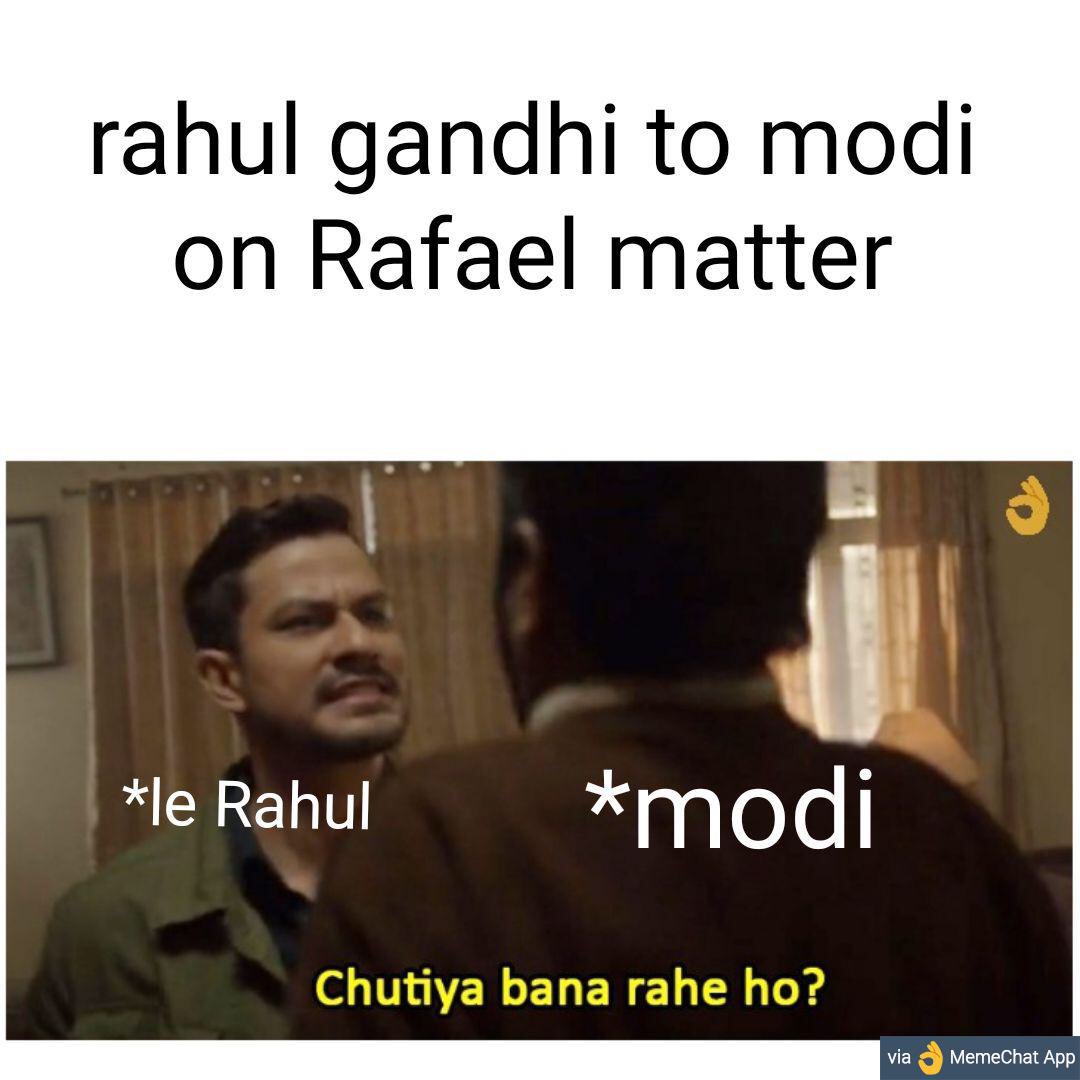 rahul gandhi to modi
on Rafael matter
*le Rahul
*modi
Chutiya bana rahe ho?
via 👌 MemeChat App